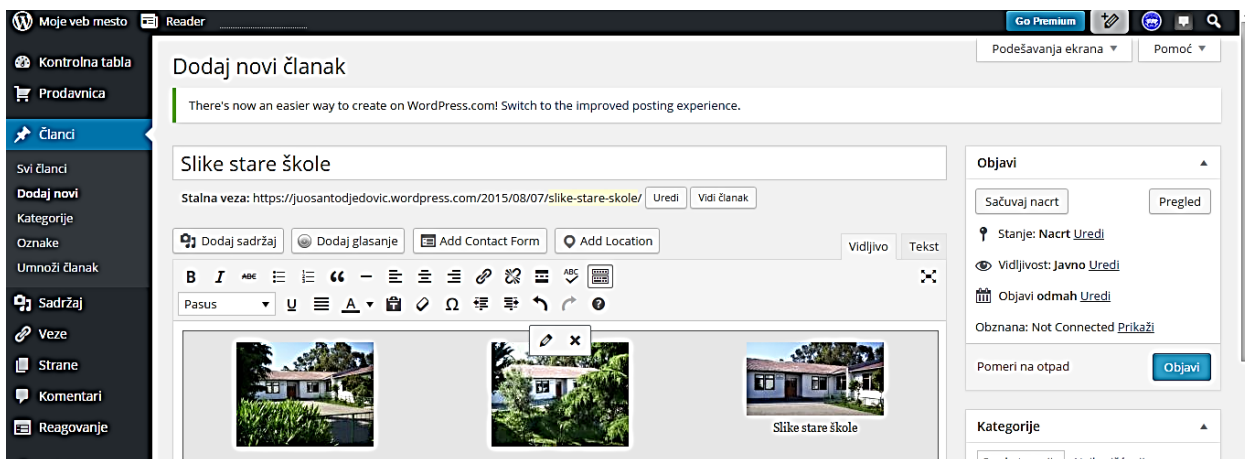 Moje veb mesto Reader Go Premium
Podešavanja ekrana Pomoć
Kontrolna tabla
Prodavnica
Članci
Svi članci
Dodaj novi
Kategorije
Oznake
Umnoži članak
Sadržaj
Veze
Strane
Komentari
Reagovanje
Dodaj novi članak
There's now an easier way to create on WordPress.com! Switch to the improved posting experience.
Slike stare škole
Stalna veza: https://juosantodjedovic.wordpress.com/2015/08/07/slike-stare-skole/ Uredi Vidi članak
Dodaj sadržaj Dodaj glasanje Add Contact Form Add Location Vidljivo Tekst
B I ABC ABC
Pasus U A Ω
Slike stare škole
Objavi
Sačuvaj nacrt Pregled
Stanje: Nacrt Uredi
Vidljivost: Javno Uredi
Objavi odmah Uredi
Obznana: Not Connected Prikaži
Pomeri na otpad Objavi
Kategorije